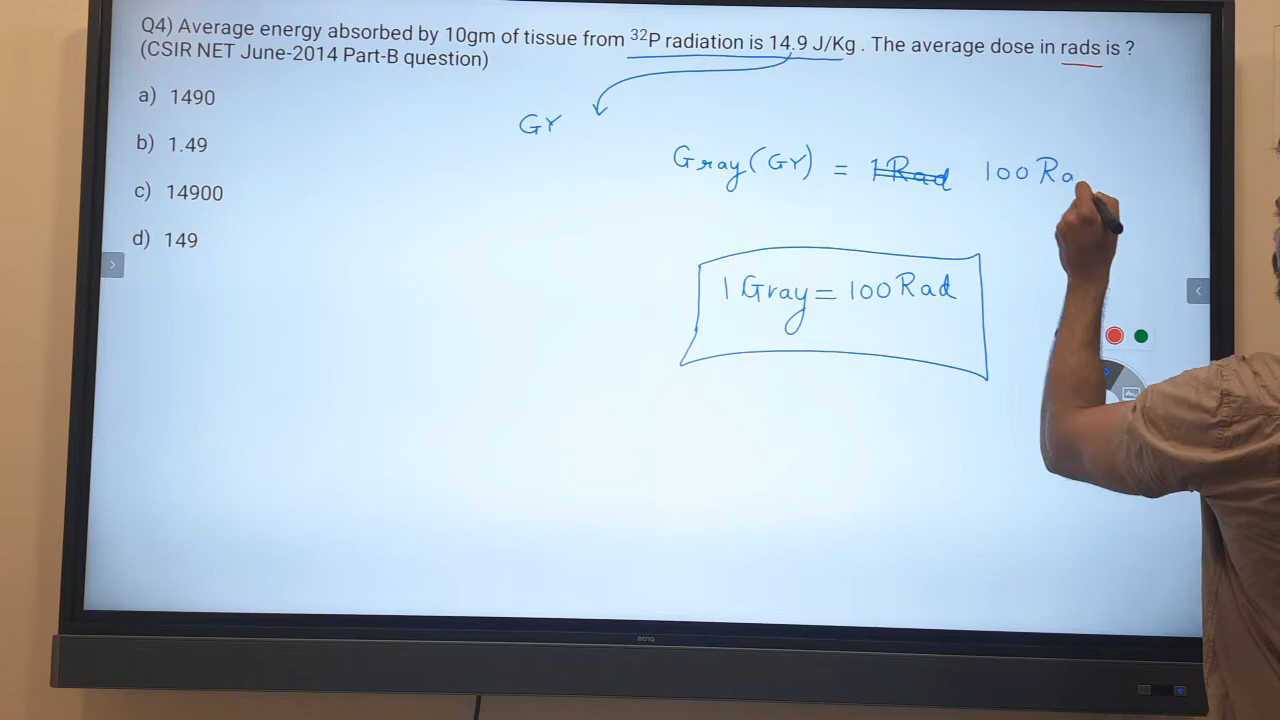 Q4) Average energy absorbed by 10gm of tissue from ³²P radiation is 14.9 J/Kg . The average dose in rads is ?
(CSIR NET June-2014 Part-B question)
a) 1490
b) 1.49
c) 14900
d) 149
GY
Gray(GY) = 1 Rad 100 Ra
1 Gray = 100 Rad
BenQ